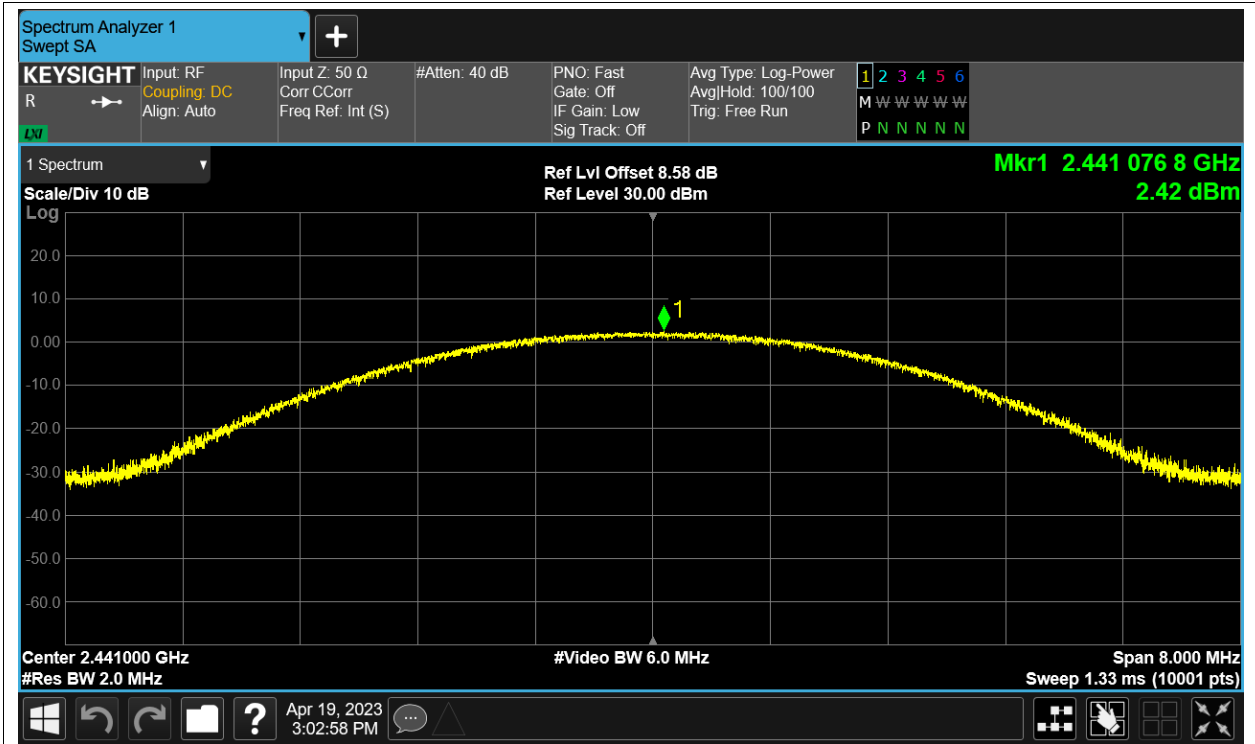 Spectrum Analyzer 1
Swept SA
KEYSIGHT
R
LXI
Input: RF
Coupling: DC
Align: Auto
Input Z: 50 Ω
Corr CCorr
Freq Ref: Int (S)
#Atten: 40 dB
PNO: Fast
Gate: Off
IF Gain: Low
Sig Track: Off
Avg Type: Log-Power
Avg|Hold: 100/100
Trig: Free Run
1 2 3 4 5 6
M W W W W W
P N N N N N
1 Spectrum
Scale/Div 10 dB
Log
Ref Lvl Offset 8.58 dB
Ref Level 30.00 dBm
Mkr1 2.441 076 8 GHz
2.42 dBm
20.0
10.0
1
0.00
-10.0
-20.0
-30.0
-40.0
-50.0
-60.0
Center 2.441000 GHz
#Video BW 6.0 MHz
Span 8.000 MHz
#Res BW 2.0 MHz
Sweep 1.33 ms (10001 pts)
?
Apr 19, 2023
3:02:58 PM